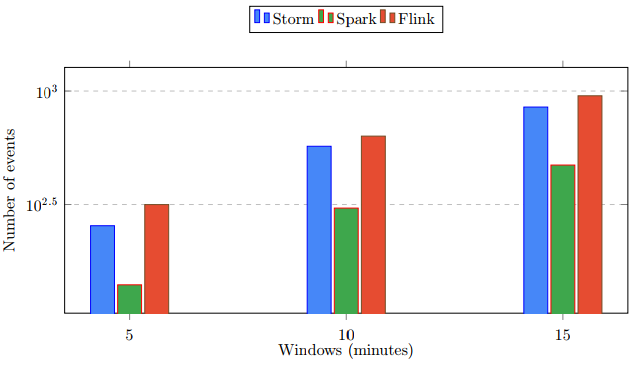 Storm Spark Flink
10^3
10^2.5
Number of events
5 10 15
Windows (minutes)